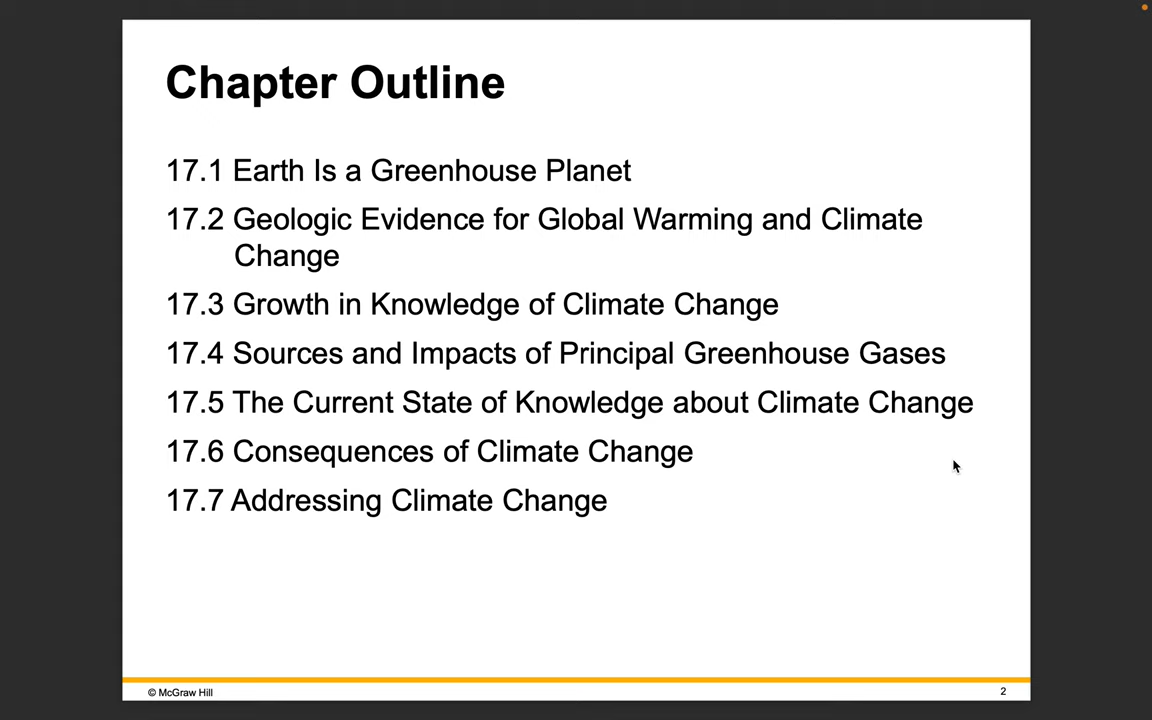 Chapter Outline
17.1 Earth Is a Greenhouse Planet
17.2 Geologic Evidence for Global Warming and Climate
Change
17.3 Growth in Knowledge of Climate Change
17.4 Sources and Impacts of Principal Greenhouse Gases
17.5 The Current State of Knowledge about Climate Change
17.6 Consequences of Climate Change
17.7 Addressing Climate Change
© McGraw Hill
2